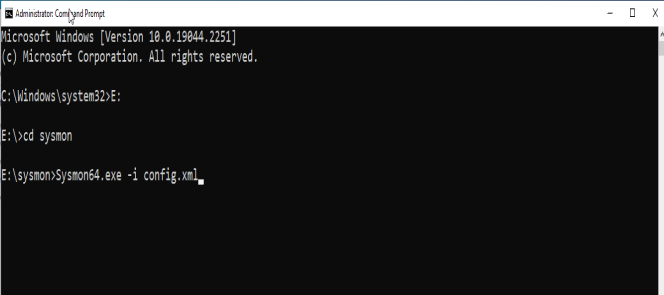 Administrator: Command Prompt
Microsoft Windows [Version 10.0.19044.2251]
(c) Microsoft Corporation. All rights reserved.
C:\Windows\system32>E:
E:\>cd sysmon
E:\sysmon>Sysmon64.exe -i config.xml